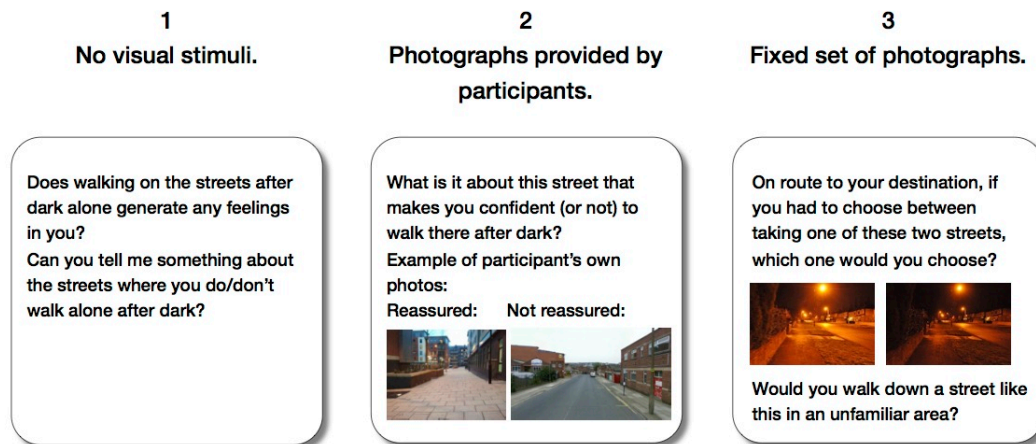 1
No visual stimuli.
Does walking on the streets after
dark alone generate any feelings
in you?
Can you tell me something about
the streets where you do/don't
walk alone after dark?
2
Photographs provided by
participants.
What is it about this street that
makes you confident (or not) to
walk there after dark?
Example of participant's own
photos:
Reassured: Not reassured:
3
Fixed set of photographs.
On route to your destination, if
you had to choose between
taking one of these two streets,
which one would you choose?
Would you walk down a street like
this in an unfamiliar area?